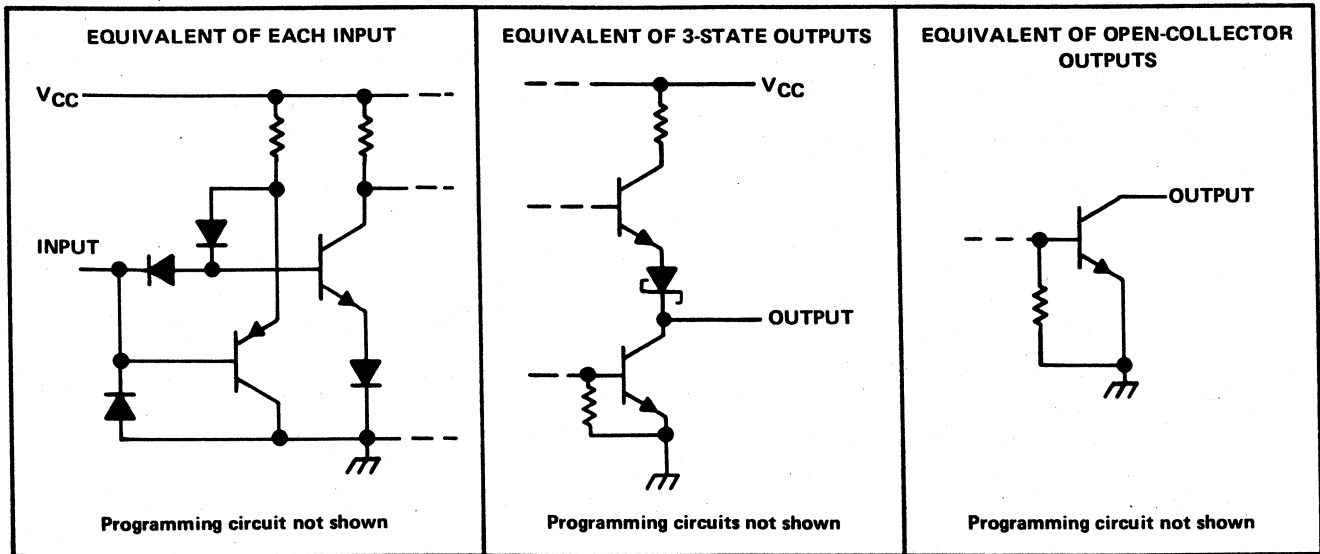 EQUIVALENT OF EACH INPUT
VCC
INPUT
Programming circuit not shown
EQUIVALENT OF 3-STATE OUTPUTS
VCC
OUTPUT
Programming circuits not shown
EQUIVALENT OF OPEN-COLLECTOR
OUTPUTS
OUTPUT
Programming circuit not shown